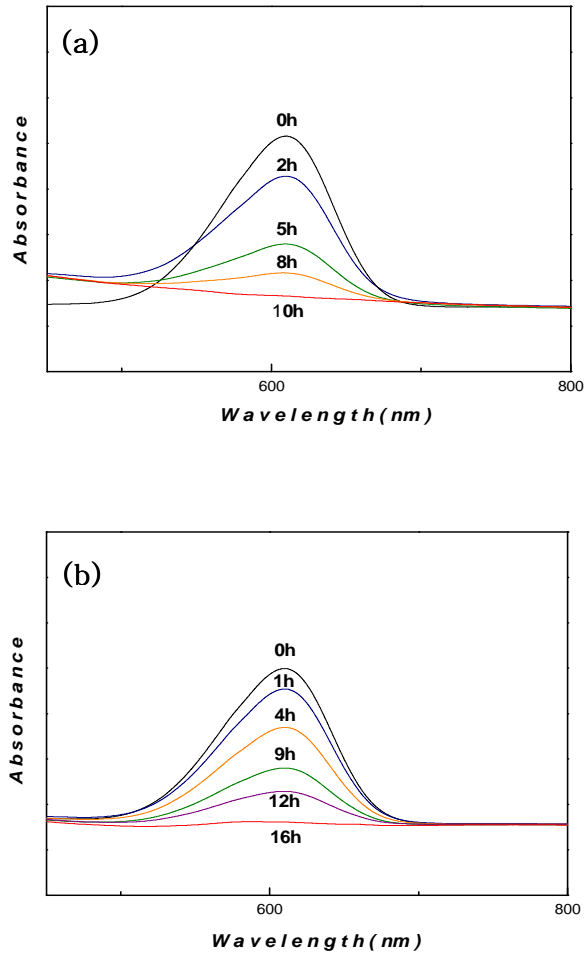 (a)
0h
2h
5h
8h
10h
Absorbance
600
800
Wavelength(nm)
(b)
0h
1h
4h
9h
12h
16h
Absorbance
600
800
Wavelength(nm)